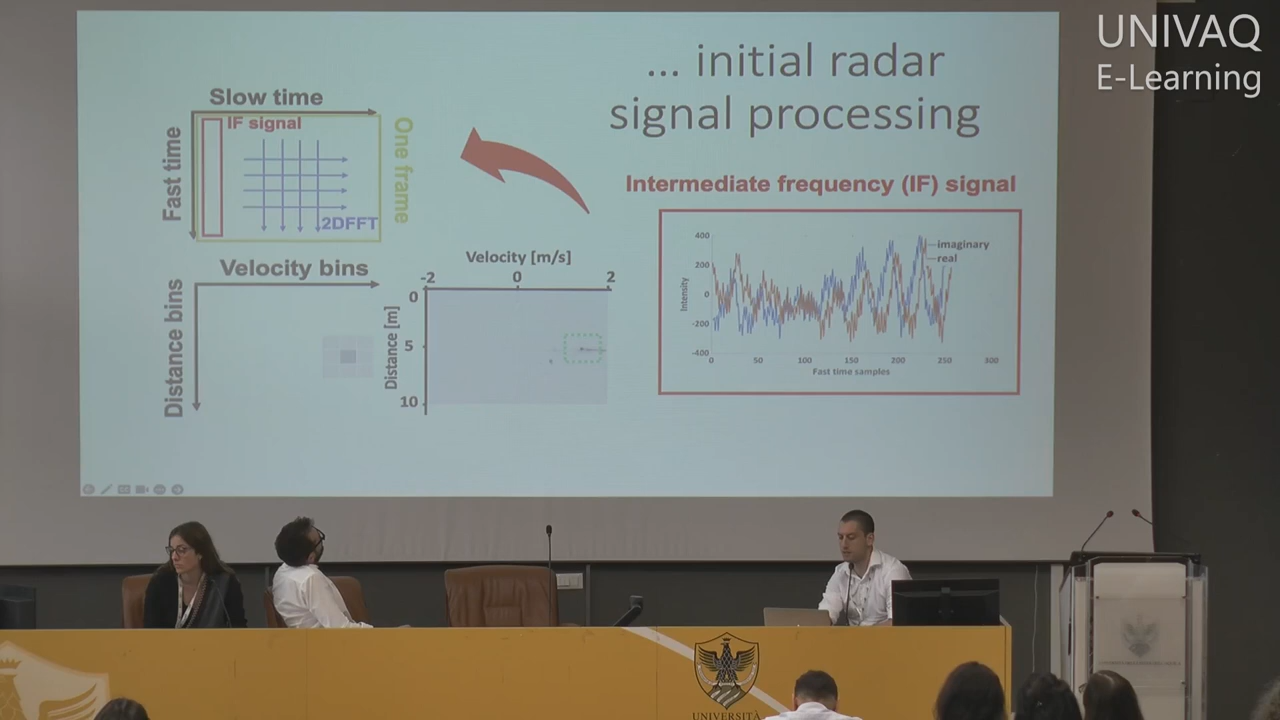 UNIVAQ
E-Learning
... initial radar
signal processing
Slow time
IF signal
Fast time
One frame
2DFFT
Intermediate frequency (IF) signal
400
200
0
-200
-400
Intensity
imaginary
real
0
50
100
150
200
250
300
Fast time samples
Velocity bins
Distance bins
Velocity [m/s]
-2
0
2
0
5
10
Distance [m]
UNIVERSITÀ